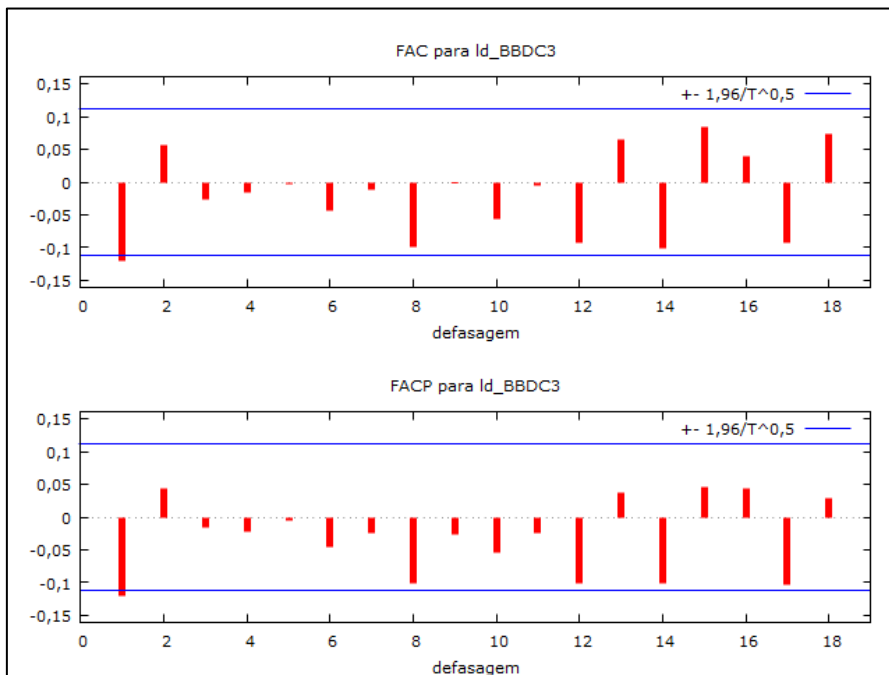 FAC para ld_BBDC3
+- 1,96/T^0,5
0,15
0,1
0,05
0
-0,05
-0,1
-0,15
0 2 4 6 8 10 12 14 16 18
defasagem
FACP para ld_BBDC3
+- 1,96/T^0,5
0,15
0,1
0,05
0
-0,05
-0,1
-0,15
0 2 4 6 8 10 12 14 16 18
defasagem